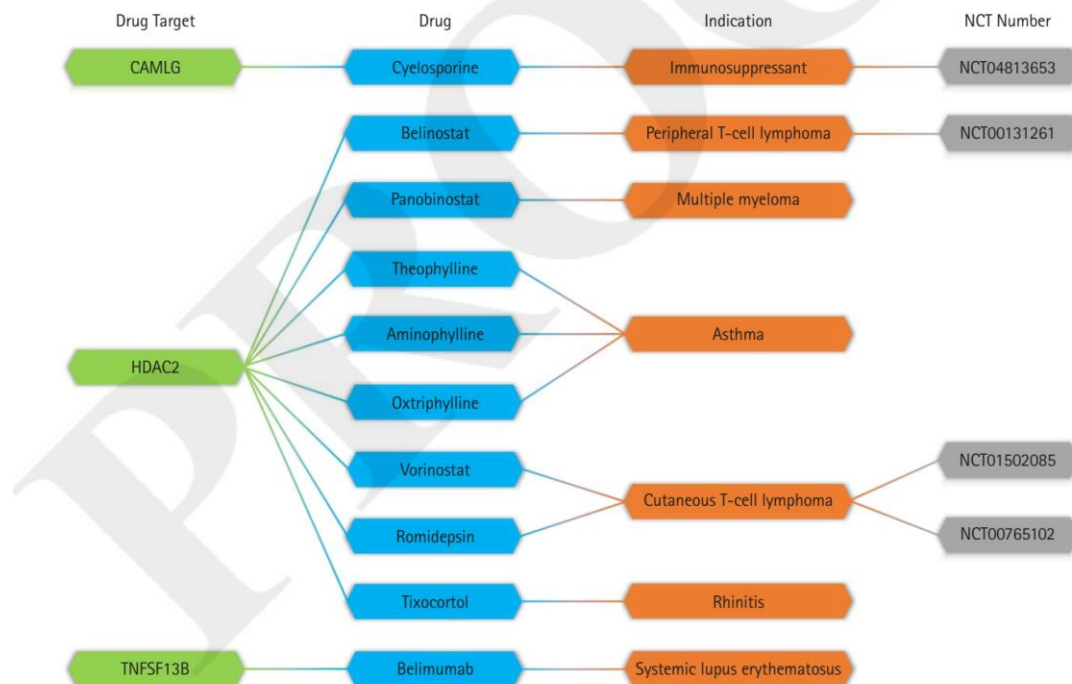 Drug Target Drug Indication NCT Number
CAMLG Cyelosporine Immunosuppressant NCT04813653
Belinostat Peripheral T-cell lymphoma NCT00131261
Panobinostat Multiple myeloma
Theophylline
Aminophylline Asthma
HDAC2
Oxtriphylline
Vorinostat NCT01502085
Cutaneous T-cell lymphoma
Romidepsin NCT00765102
Tixocortol Rhinitis
TNFSF13B Belimumab Systemic lupus erythematosus
PROO